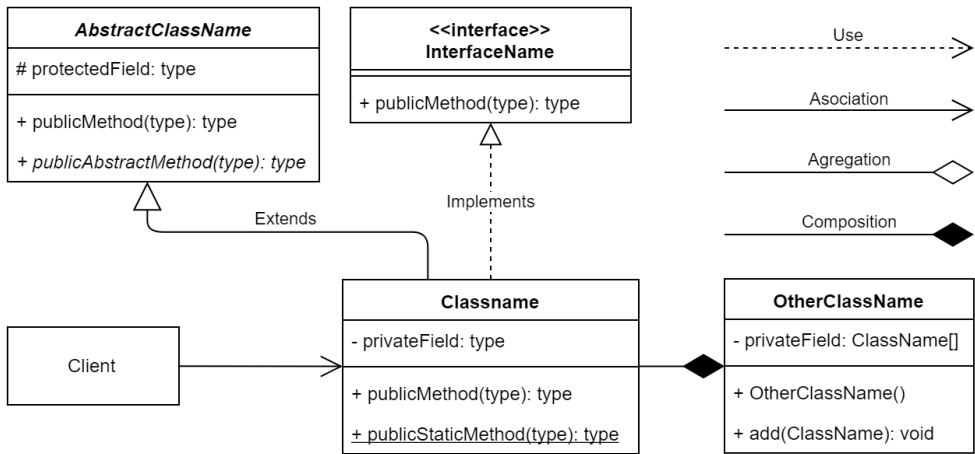 AbstractClassName
# protectedField: type
+ publicMethod(type): type
+ publicAbstractMethod(type): type
<<interface>>
InterfaceName
+ publicMethod(type): type
Use
Asociation
Agregation
Composition
Extends
Implements
Client
Classname
- privateField: type
+ publicMethod(type): type
+ publicStaticMethod(type): type
OtherClassName
- privateField: ClassName[]
+ OtherClassName()
+ add(ClassName): void